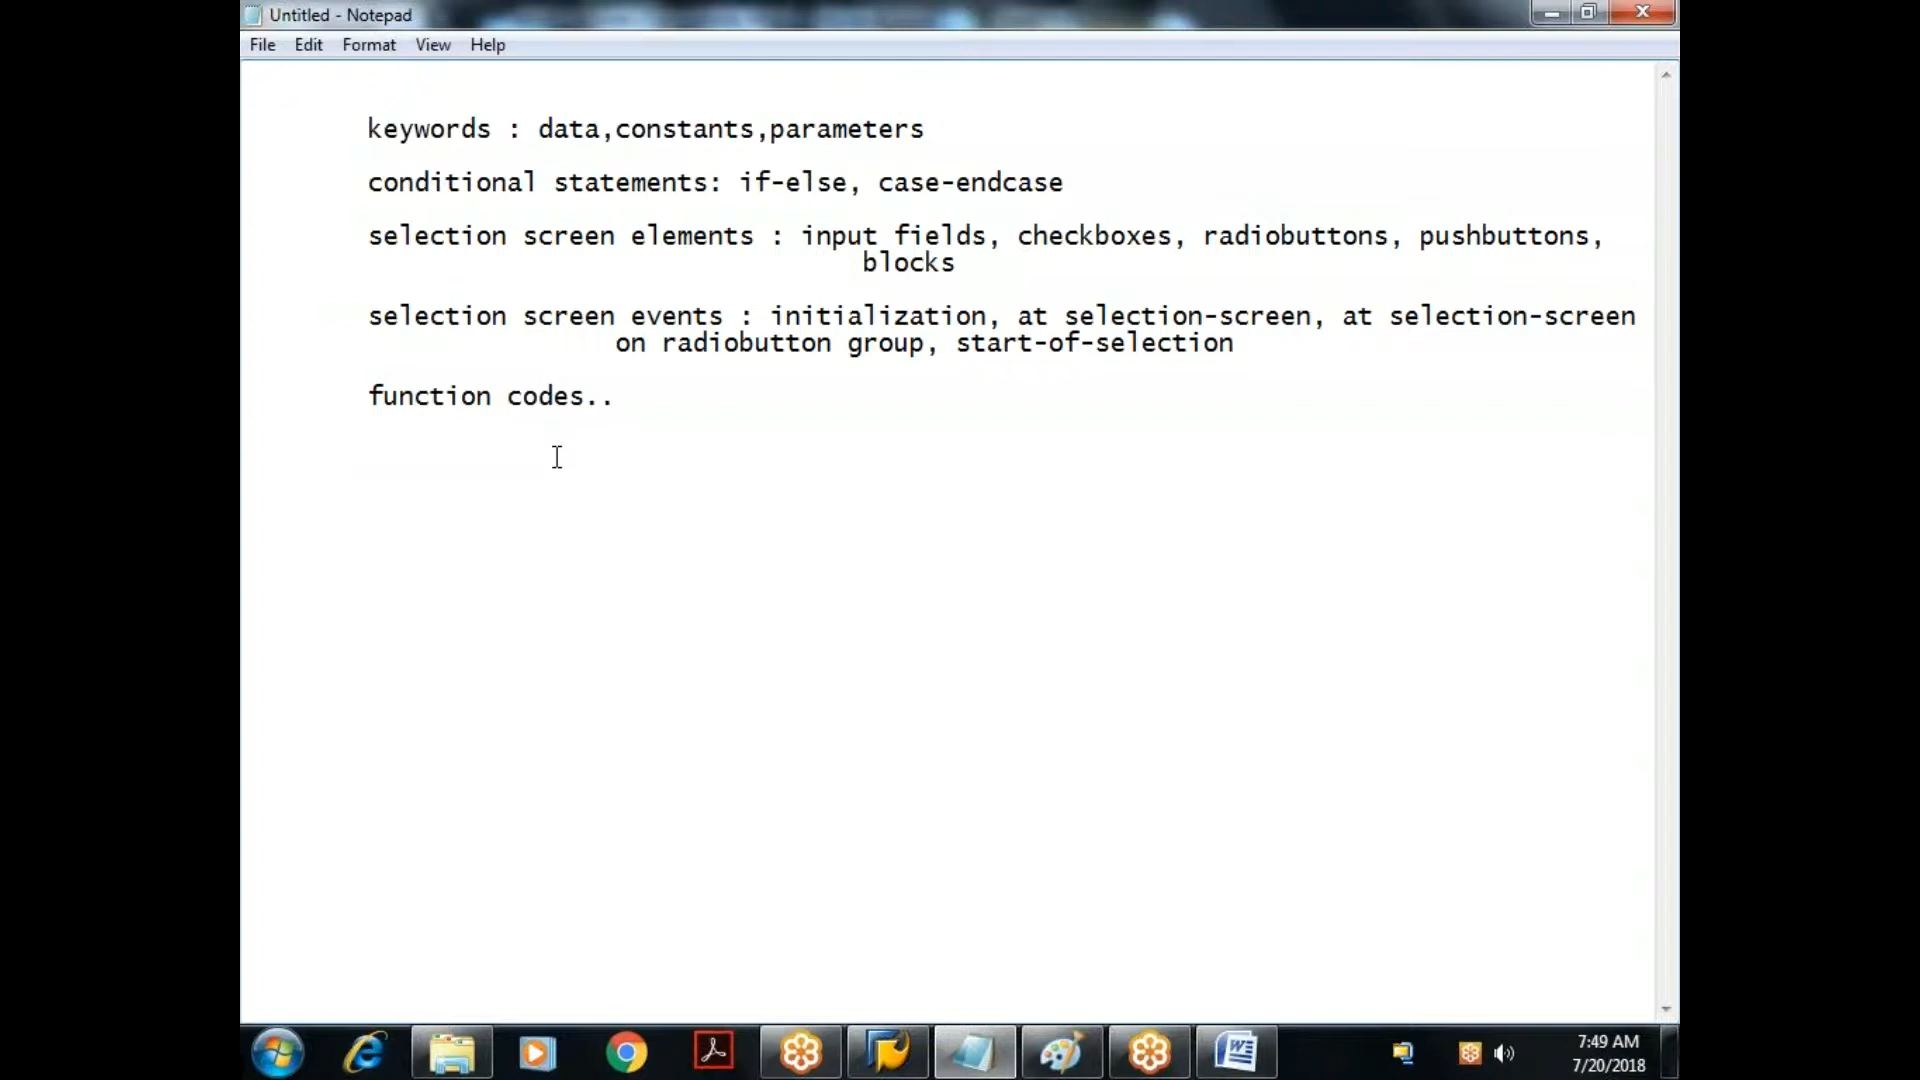 Untitled - Notepad
File Edit Format View Help
keywords : data,constants,parameters
conditional statements: if-else, case-endcase
selection screen elements : input fields, checkboxes, radiobuttons, pushbuttons,
blocks
selection screen events : initialization, at selection-screen, at selection-screen
on radiobutton group, start-of-selection
function codes..
7:49 AM
7/20/2018